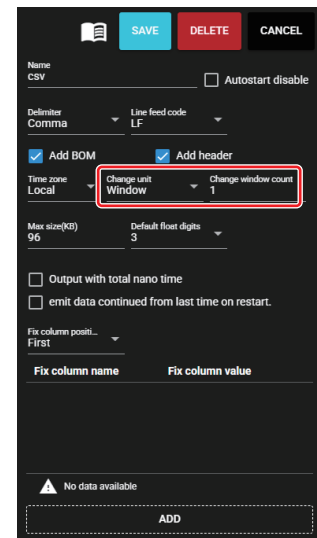 SAVE DELETE CANCEL
Name
csv
Autostart disable
Delimiter Line feed code
Comma LF
Add BOM Add header
Time zone Change unit Change window count
Local Window 1
Max size(KB) Default float digits
96 3
Output with total nano time
emit data continued from last time on restart.
Fix column positi...
First
Fix column name Fix column value
No data available
ADD